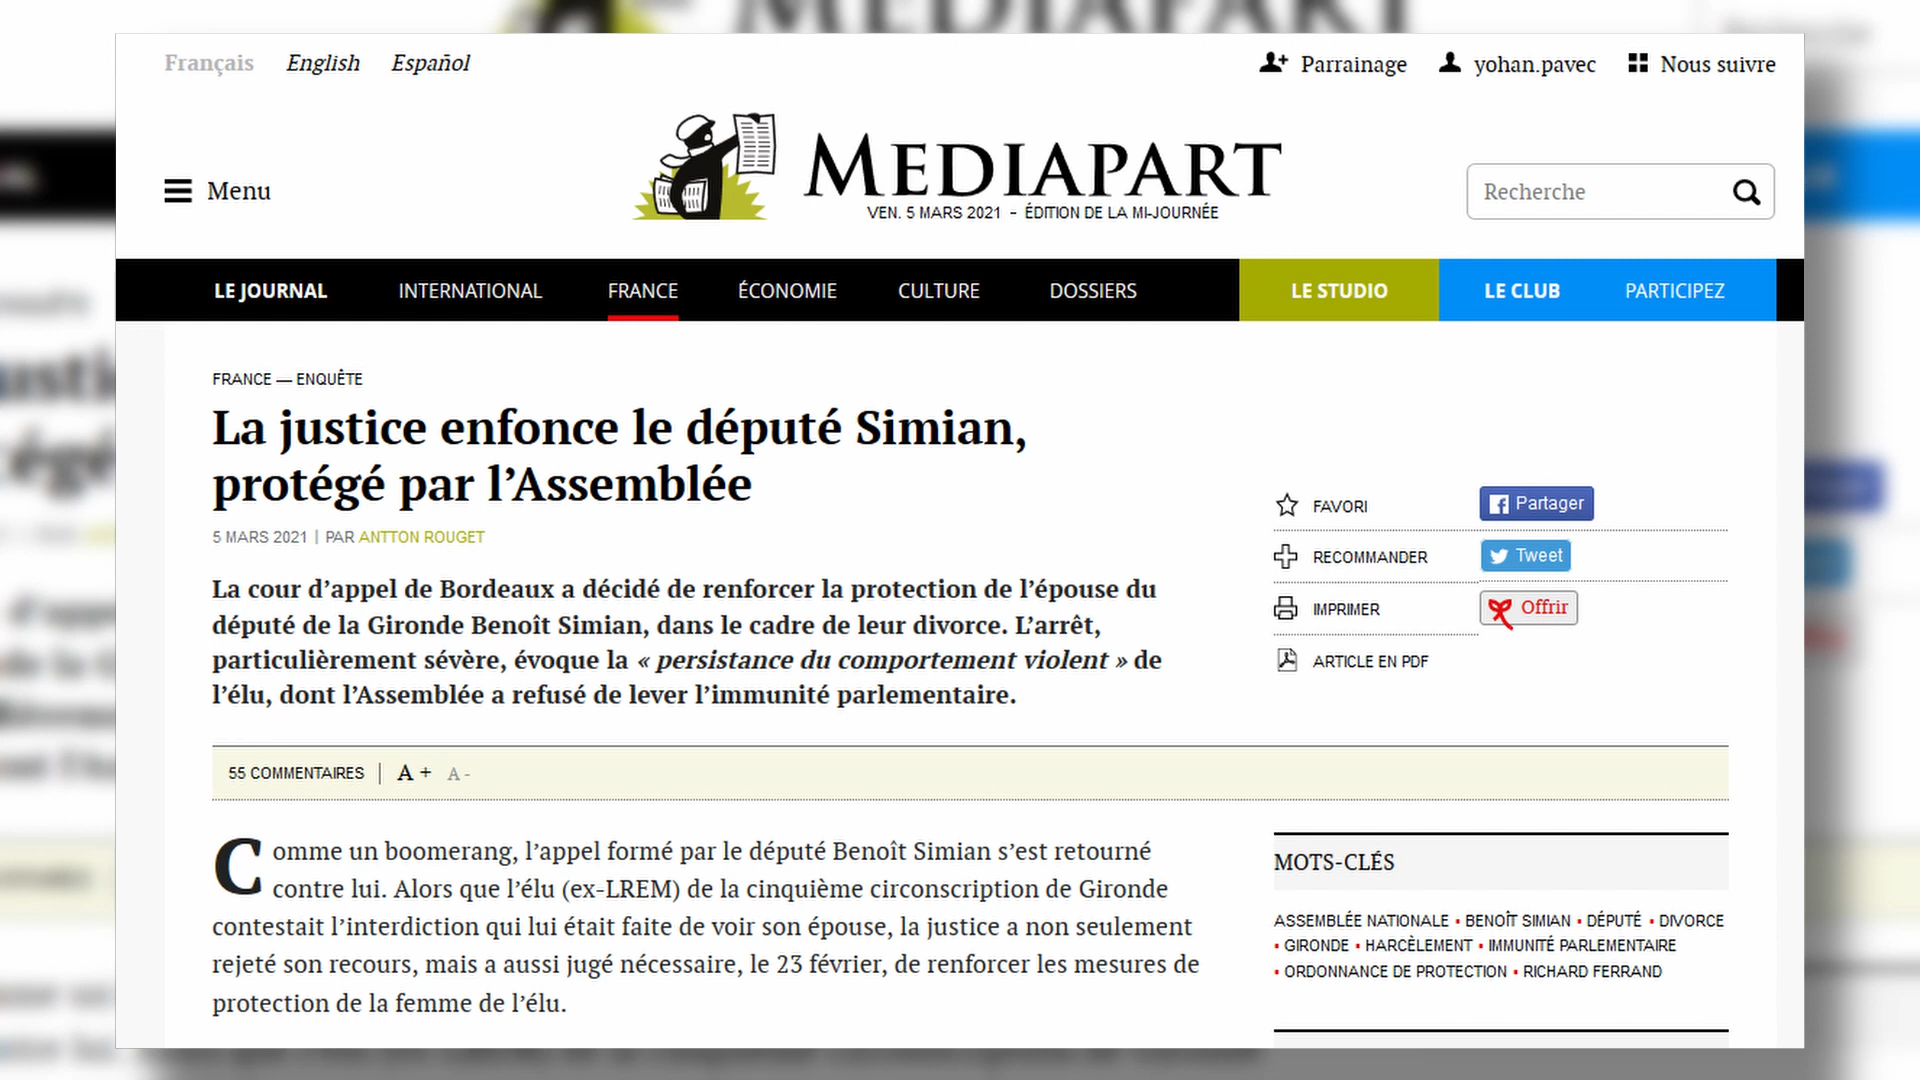 Français English Español
Parrainage yohan.pavec Nous suivre
Menu
MEDIAPART
VEN. 5 MARS 2021 - ÉDITION DE LA MI-JOURNÉE
Recherche
LE JOURNAL INTERNATIONAL FRANCE ÉCONOMIE CULTURE DOSSIERS LE STUDIO LE CLUB PARTICIPEZ
FRANCE — ENQUÊTE
La justice enfonce le député Simian,
protégé par l’Assemblée
5 MARS 2021 | PAR ANTTON ROUGET
La cour d’appel de Bordeaux a décidé de renforcer la protection de l’épouse du
député de la Gironde Benoît Simian, dans le cadre de leur divorce. L’arrêt,
particulièrement sévère, évoque la « persistance du comportement violent » de
l’élu, dont l’Assemblée a refusé de lever l’immunité parlementaire.
FAVORI Partager
RECOMMANDER Tweet
IMPRIMER Offrir
ARTICLE EN PDF
55 COMMENTAIRES | A + A -
Comme un boomerang, l’appel formé par le député Benoît Simian s’est retourné
contre lui. Alors que l’élu (ex-LREM) de la cinquième circonscription de Gironde
contestait l’interdiction qui lui était faite de voir son épouse, la justice a non seulement
rejeté son recours, mais a aussi jugé nécessaire, le 23 février, de renforcer les mesures de
protection de la femme de l’élu.
MOTS-CLÉS
ASSEMBLÉE NATIONALE • BENOÎT SIMIAN • DÉPUTÉ • DIVORCE
• GIRONDE • HARCÈLEMENT • IMMUNITÉ PARLEMENTAIRE
• ORDONNANCE DE PROTECTION • RICHARD FERRAND